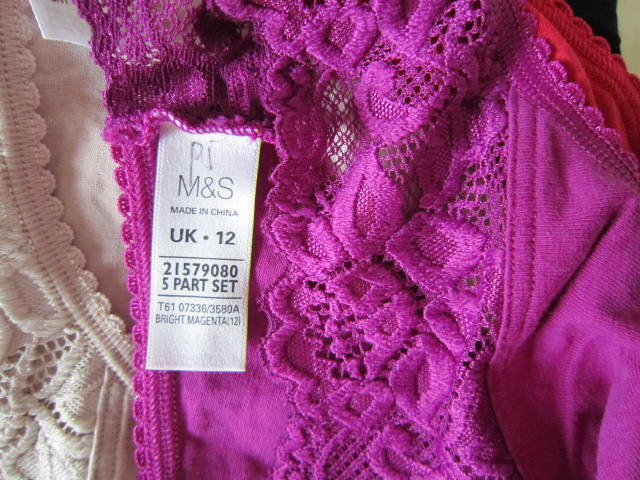 PI
M&S
MADE IN CHINA
UK • 12
21579080
5 PART SET
T61 07336/3580A
BRIGHT MAGENTA(12)